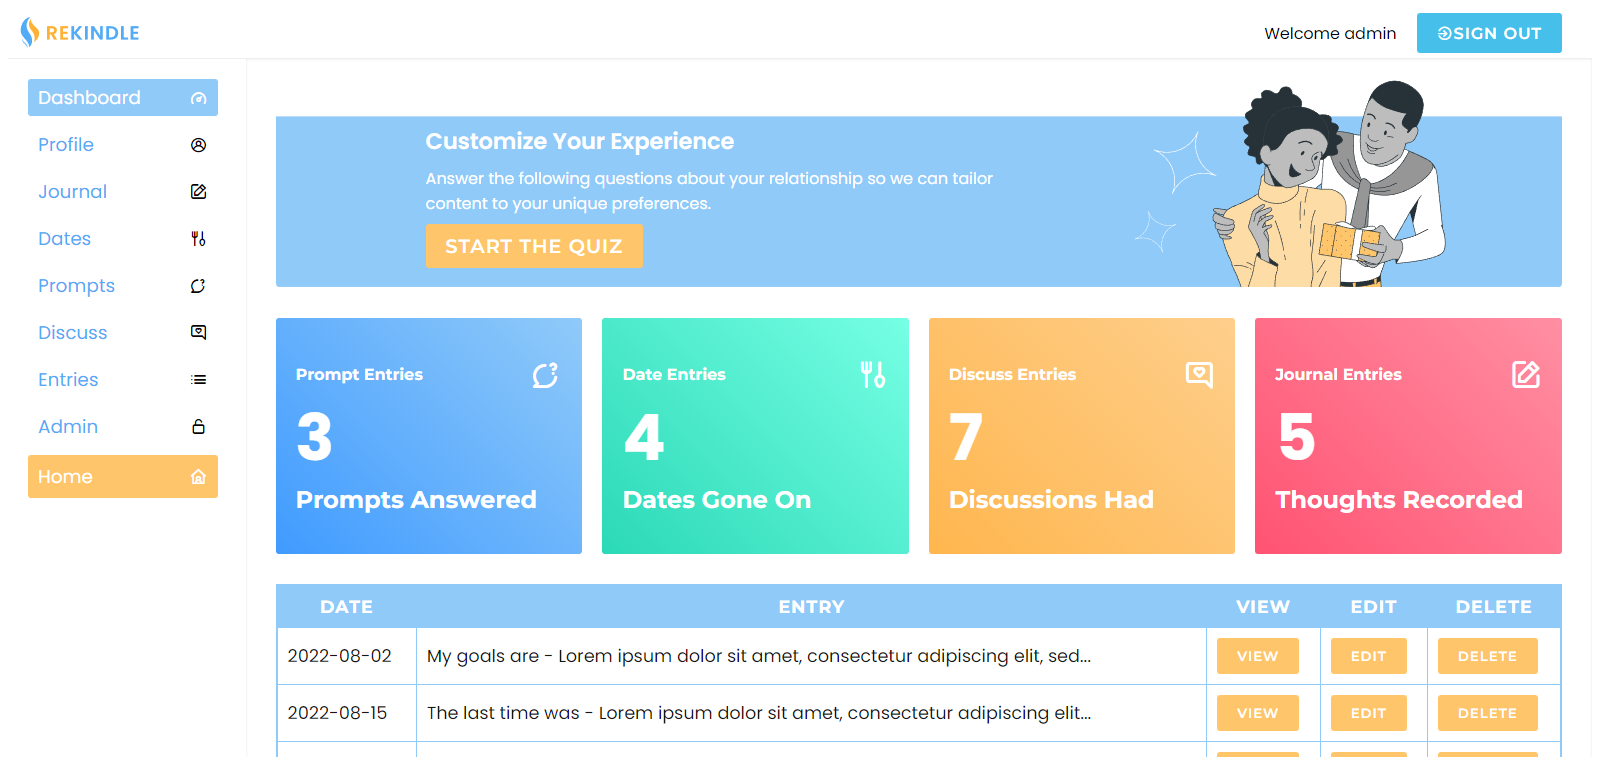 REKINDLE
Welcome admin
SIGN OUT
Dashboard
Profile
Journal
Dates
Prompts
Discuss
Entries
Admin
Home
Customize Your Experience
Answer the following questions about your relationship so we can tailor
content to your unique preferences.
START THE QUIZ
Prompt Entries
3
Prompts Answered
Date Entries
4
Dates Gone On
Discuss Entries
7
Discussions Had
Journal Entries
5
Thoughts Recorded
DATE ENTRY VIEW EDIT DELETE
2022-08-02 My goals are - Lorem ipsum dolor sit amet, consectetur adipiscing elit, sed... VIEW EDIT DELETE
2022-08-15 The last time was - Lorem ipsum dolor sit amet, consectetur adipiscing elit... VIEW EDIT DELETE